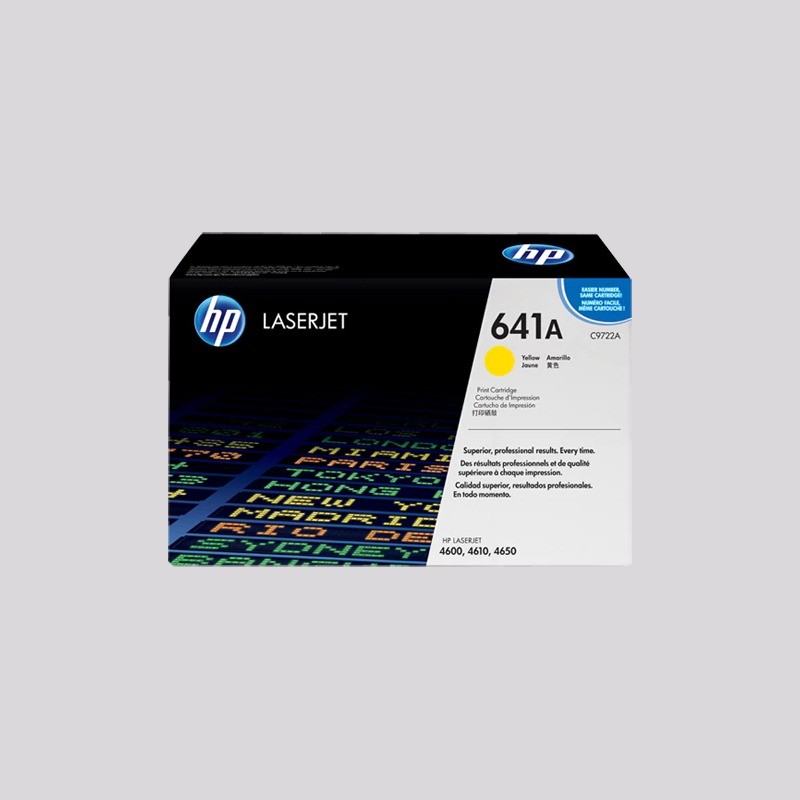 hp
hp
LASERJET
EASIER NUMBER,
SAME CARTRIDGE!
NUMÉRO FACILE,
MÊME CARTOUCHE!
641A
C9722A
Yellow Amarillo
Jaune 黄色
Print Cartridge
Cartouche d'Impression
Cartucho de Impresión
打印硒鼓
Superior, professional results. Every time.
Des résultats professionnels et de qualité
supérieure à chaque impression.
Calidad superior, resultados profesionales.
En todo momento.
HP LASERJET
4600, 4610, 4650
LONDON
MIAMI
PARIS
TOKYO
HONG K
NEW YO
MADRID
RIO DE
SYDNEY